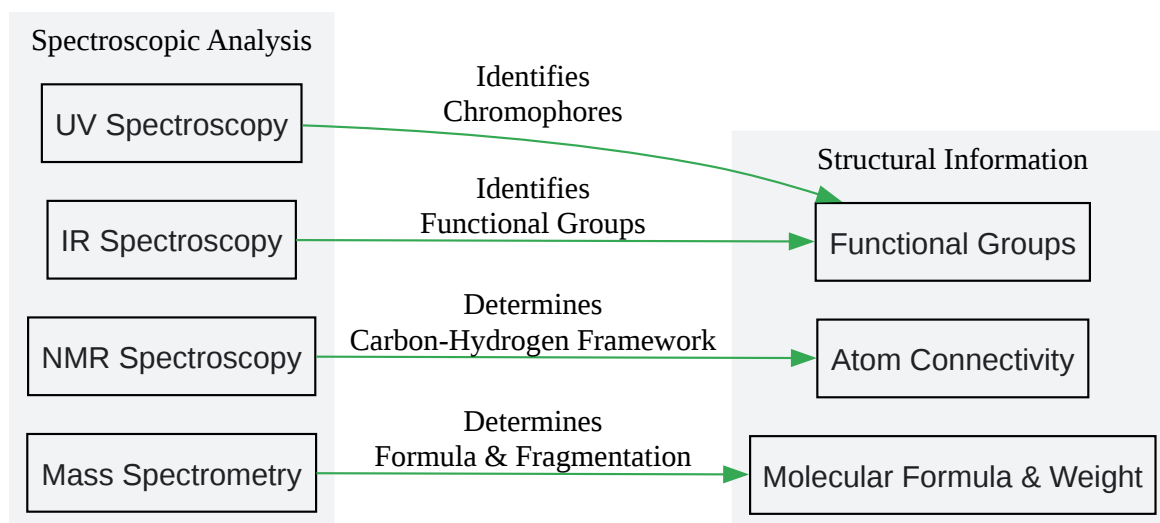 Spectroscopic Analysis
UV Spectroscopy
IR Spectroscopy
NMR Spectroscopy
Mass Spectrometry
Identifies
Chromophores
Identifies
Functional Groups
Determines
Carbon-Hydrogen Framework
Determines
Formula & Fragmentation
Structural Information
Functional Groups
Atom Connectivity
Molecular Formula & Weight